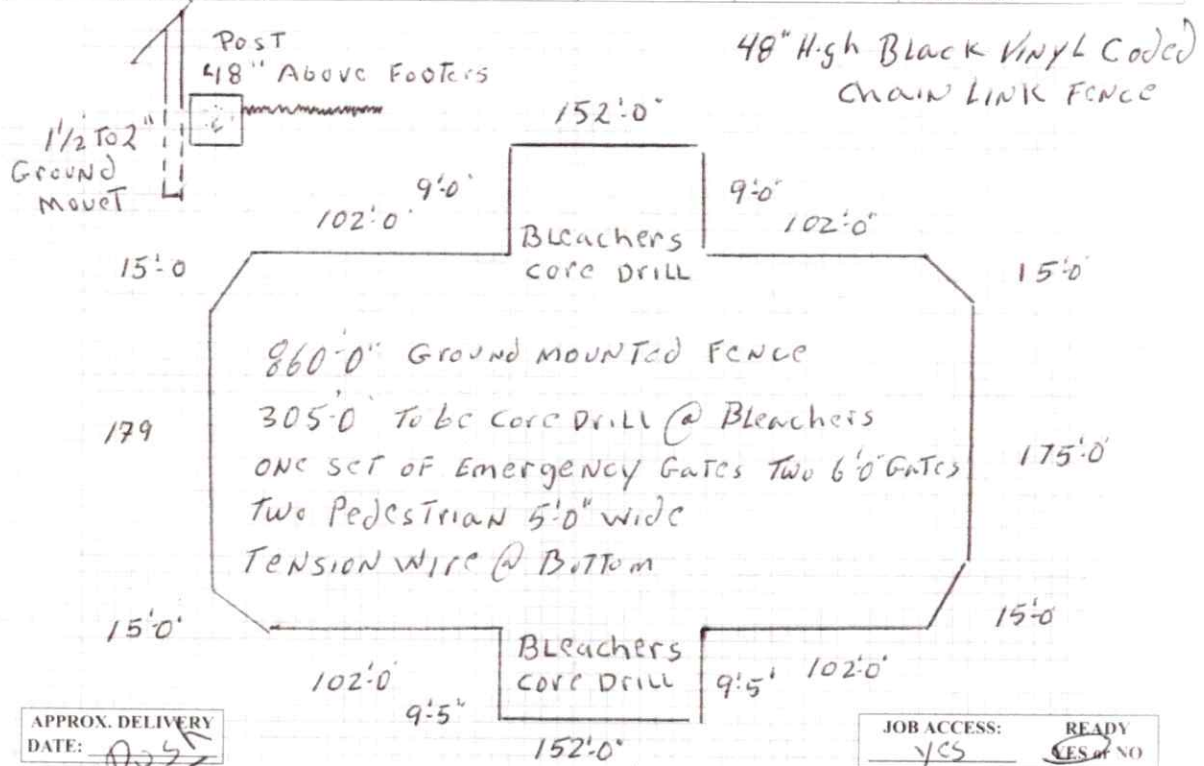 Post
48" Above Footers
1 1/2 To 2"
Ground
mouet
48" High Black Vinyl Coded
Chain Link Fence
152'-0"
9'-0"
9'-0"
102'-0"
102'-0"
Bleachers
core Drill
15'-0
15'-0"
860'-0" Ground mounted Fence
305'-0" To be core Drill @ Bleachers
one set of Emergency Gates Two 6'0" Gates
Two Pedestrian 5'-0" wide
Tension wire @ Bottom
179
175'-0"
15'-0"
15'-0"
Bleachers
core Drill
102'-0"
102'-0"
9'-5"
9'-5'
152'-0"
APPROX. DELIVERY
DATE:
JOB ACCESS:
yes
READY
YES or NO